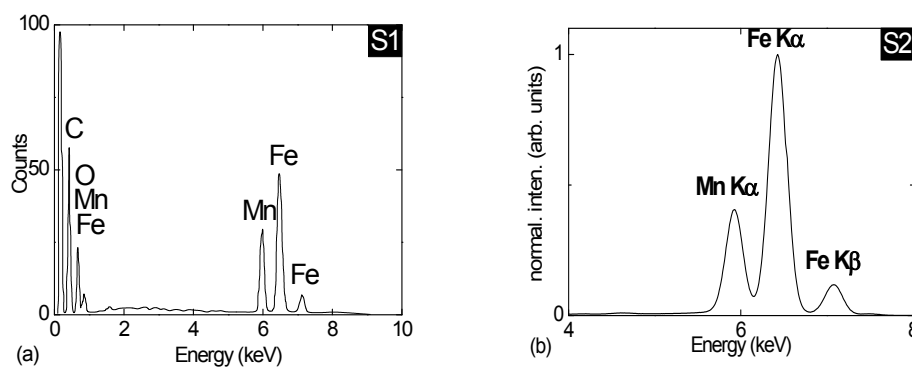 100
50
0
Counts
C
O
Mn
Fe
Mn
Fe
Fe
S1
0 2 4 6 8 10
Energy (keV)
(a)
1
0
normal. inten. (arb. units)
Fe Kα
Mn Kα
Fe Kβ
S2
4 6 8
Energy (keV)
(b)